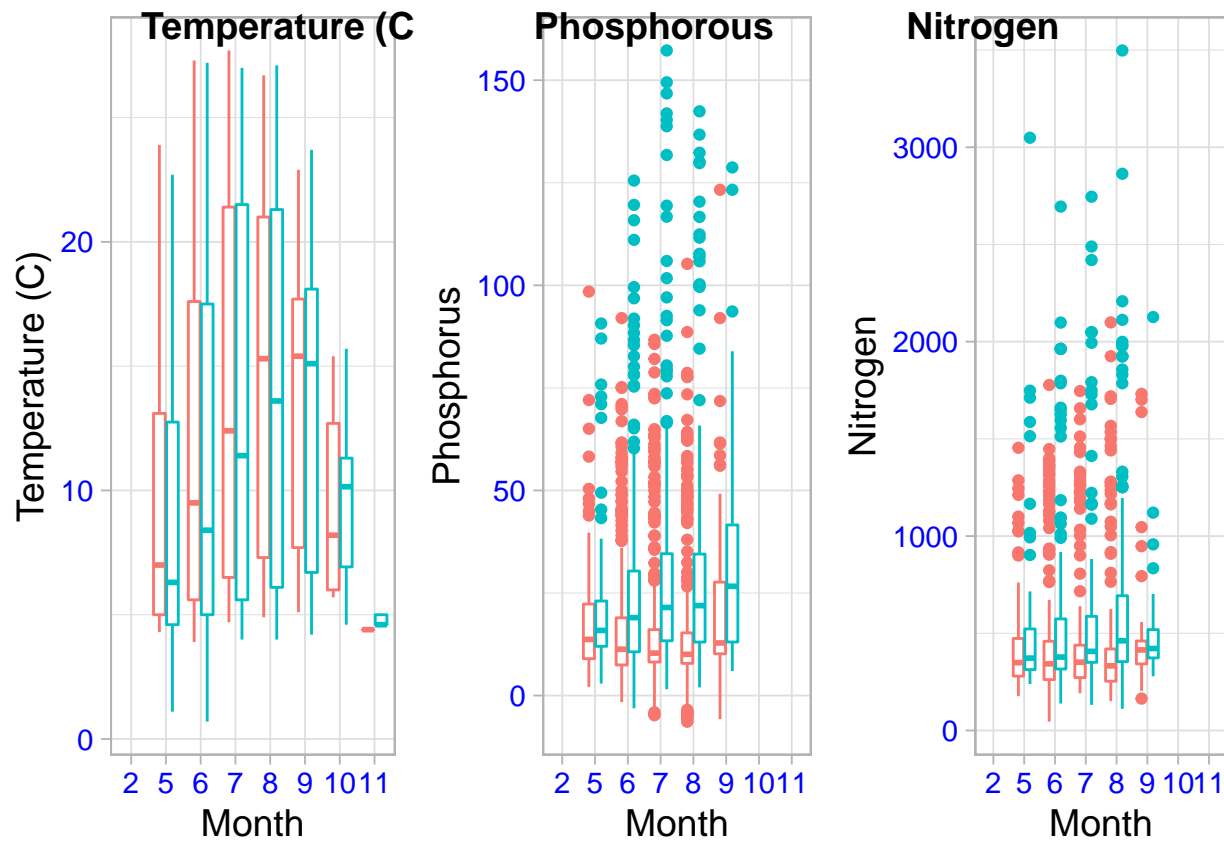 Temperature (C
Temperature (C)
20
10
0
2 5 6 7 8 9 10 11
Month
Phosphorous
Phosphorus
150
100
50
0
2 5 6 7 8 9 10 11
Month
Nitrogen
Nitrogen
3000
2000
1000
0
2 5 6 7 8 9 10 11
Month